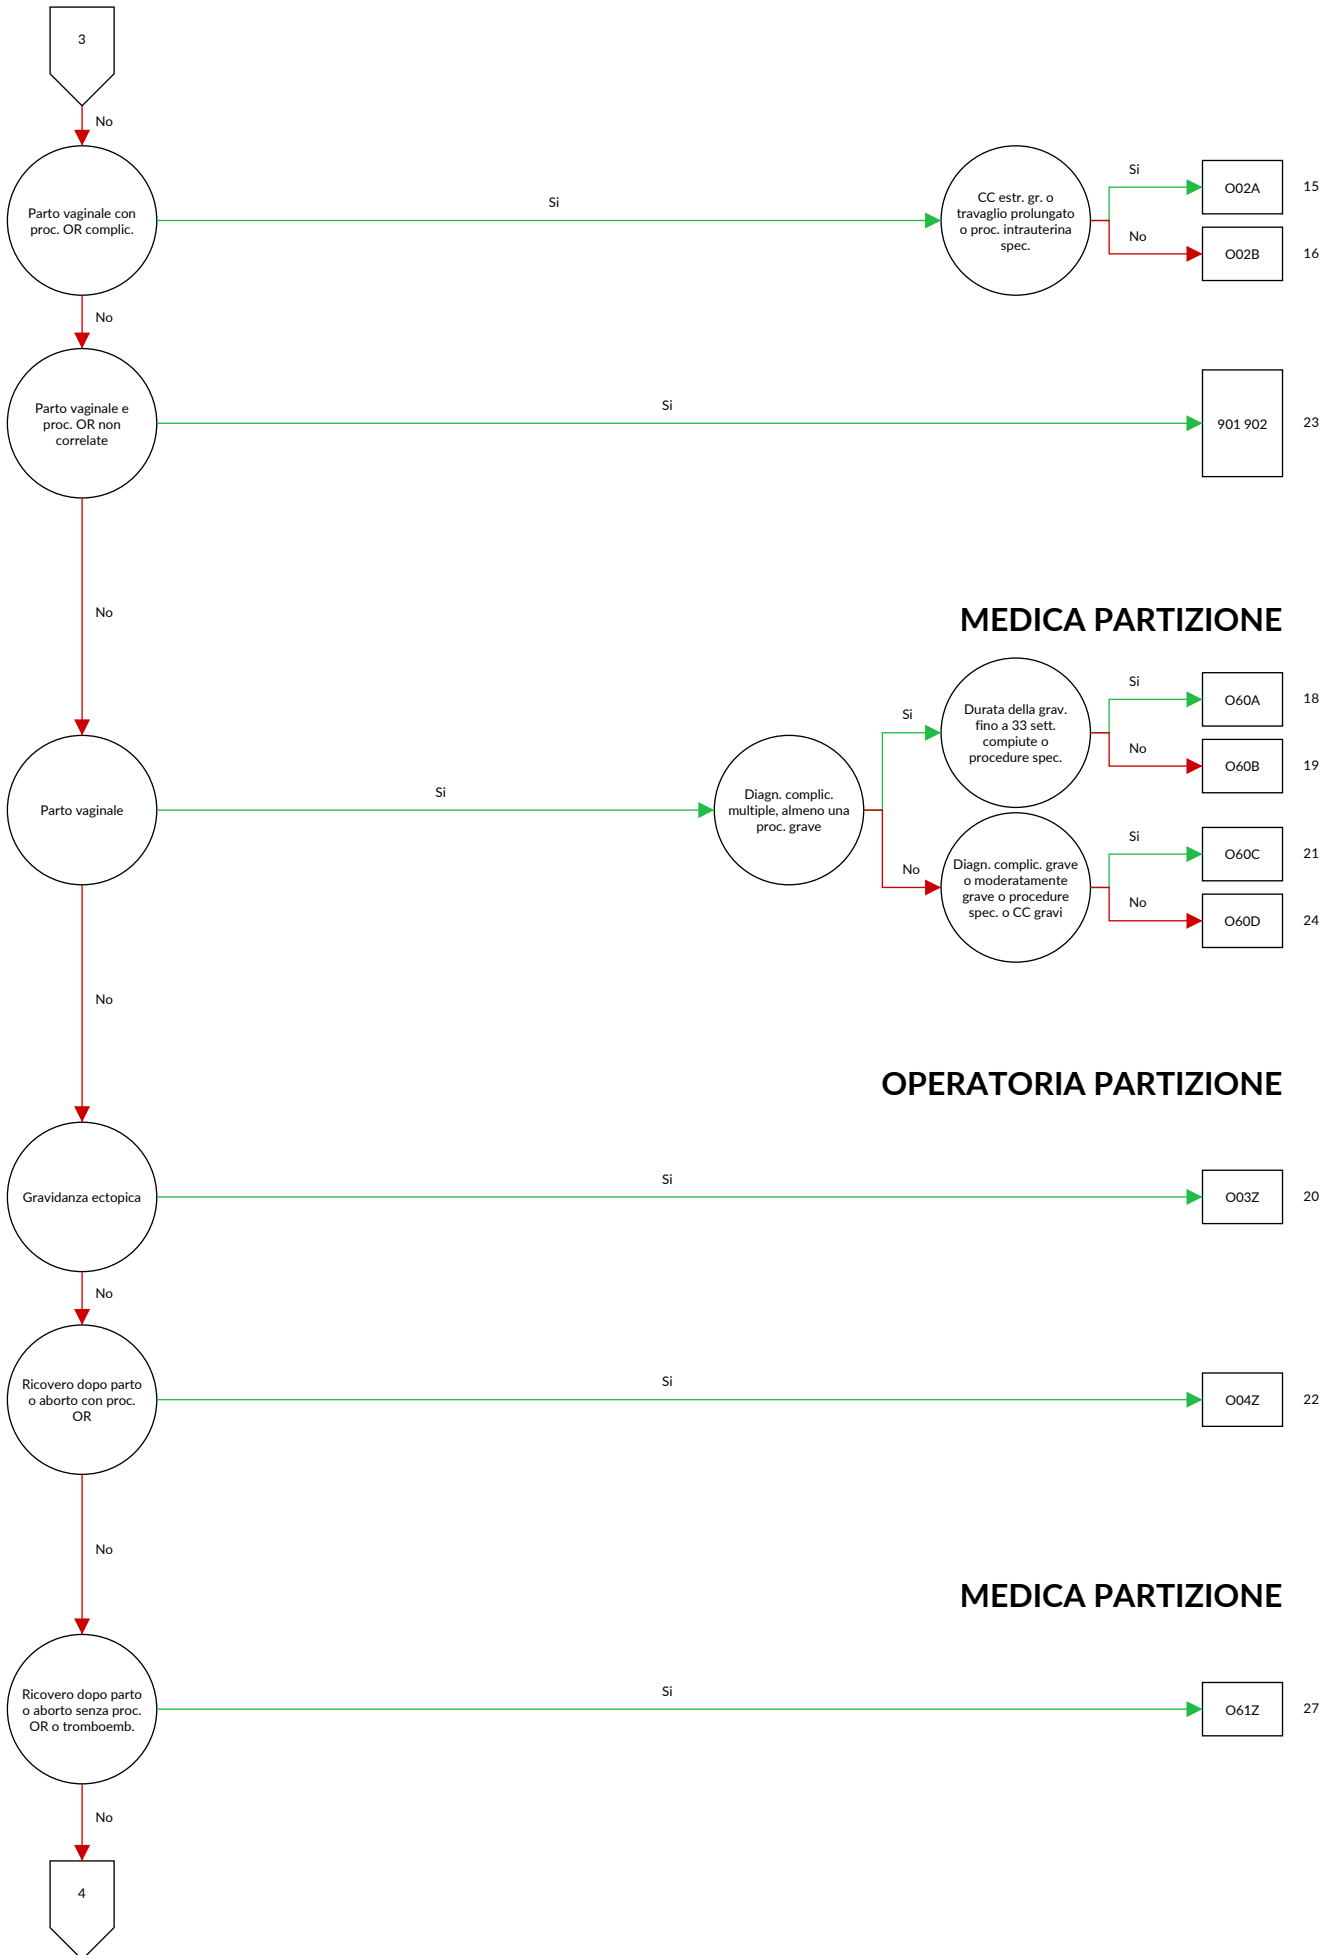 3
No
Parto vaginale con
proc. OR complic.
Si
CC estr. gr. o
travaglio prolungato
o proc. intrauterina
spec.
Si
O02A
15
No
O02B
16
No
Parto vaginale e
proc. OR non
correlate
Si
901 902
23
No
MEDICA PARTIZIONE
Parto vaginale
Si
Diagn. complic.
multiple, almeno una
proc. grave
Si
Durata della grav.
fino a 33 sett.
compiute o
procedure spec.
Si
O60A
18
No
O60B
19
No
Diagn. complic. grave
o moderatamente
grave o procedure
spec. o CC gravi
Si
O60C
21
No
O60D
24
No
OPERATORIA PARTIZIONE
Gravidanza ectopica
Si
O03Z
20
No
Ricovero dopo parto
o aborto con proc.
OR
Si
O04Z
22
No
MEDICA PARTIZIONE
Ricovero dopo parto
o aborto senza proc.
OR o tromboemb.
Si
O61Z
27
No
4